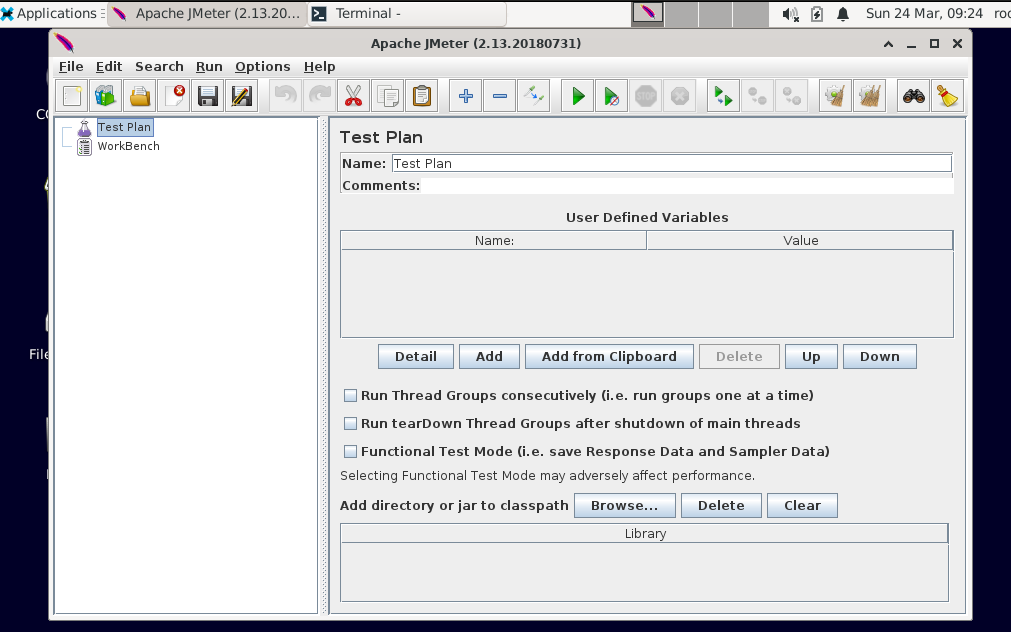 Applications Apache JMeter (2.13.20... Terminal - Sun 24 Mar, 09:24 roo
Apache JMeter (2.13.20180731)
File Edit Search Run Options Help
STOP
Test Plan
WorkBench
Test Plan
Name: Test Plan
Comments:
User Defined Variables
Name: Value
Detail Add Add from Clipboard Delete Up Down
Run Thread Groups consecutively (i.e. run groups one at a time)
Run tearDown Thread Groups after shutdown of main threads
Functional Test Mode (i.e. save Response Data and Sampler Data)
Selecting Functional Test Mode may adversely affect performance.
Add directory or jar to classpath Browse... Delete Clear
Library
File